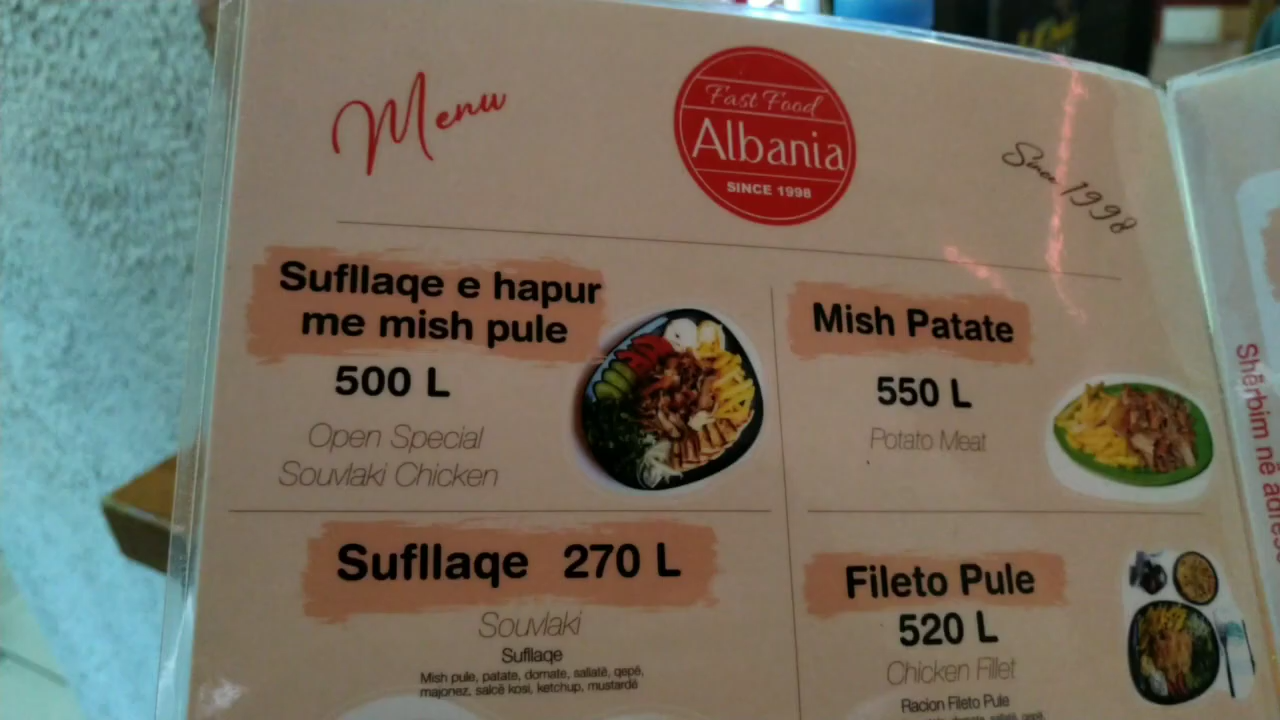 Menu
Fast Food
Albania
SINCE 1998
Since 1998
Sufllaqe e hapur
me mish pule
500 L
Open Special
Souvlaki Chicken
Mish Patate
550 L
Potato Meat
Sufllaqe 270 L
Souvlaki
Sufllaqe
Mish pule, patate, domate, sallatë, qepë,
majonez, salcë kosi, ketchup, mustardë
Fileto Pule
520 L
Chicken Fillet
Racion Fileto Pule
Shërbim në